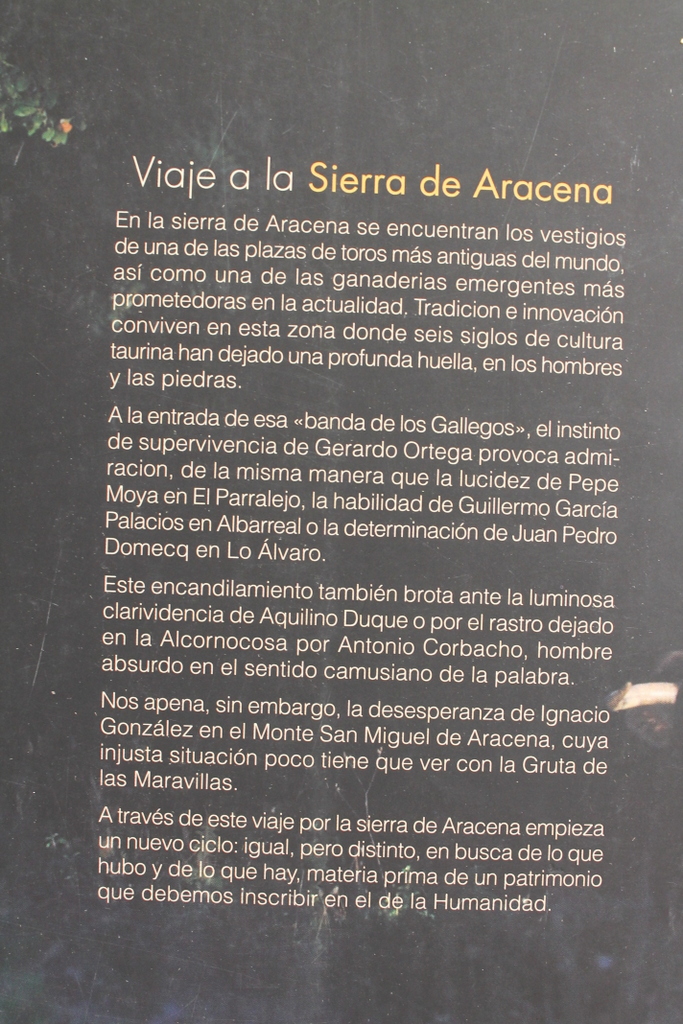 Viaje a la Sierra de Aracena
En la sierra de Aracena se encuentran los vestigios
de una de las plazas de toros más antiguas del mundo,
así como una de las ganaderias emergentes más
prometedoras en la actualidad. Tradicion e innovación
conviven en esta zona donde seis siglos de cultura
taurina han dejado una profunda huella, en los hombres
y las piedras.
A la entrada de esa «banda de los Gallegos», el instinto
de supervivencia de Gerardo Ortega provoca admi-
racion, de la misma manera que la lucidez de Pepe
Moya en El Parralejo, la habilidad de Guillermo García
Palacios en Albarreal o la determinación de Juan Pedro
Domecq en Lo Álvaro.
Este encandilamiento también brota ante la luminosa
clarividencia de Aquilino Duque o por el rastro dejado
en la Alcornocosa por Antonio Corbacho, hombre
absurdo en el sentido camusiano de la palabra.
Nos apena, sin embargo, la desesperanza de Ignacio
González en el Monte San Miguel de Aracena, cuya
injusta situación poco tiene que ver con la Gruta de
las Maravillas.
A través de este viaje por la sierra de Aracena empieza
un nuevo ciclo: igual, pero distinto, en busca de lo que
hubo y de lo que hay, materia prima de un patrimonio
que debemos inscribir en el de la Humanidad.